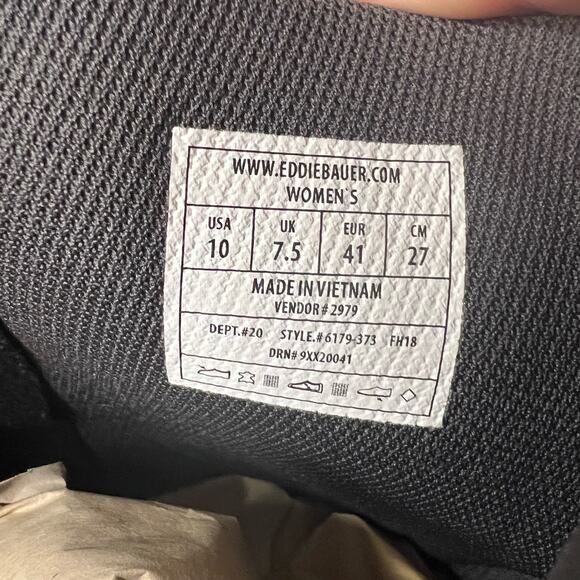 WWW.EDDIEBAUER.COM
WOMEN`S
USA UK EUR CM
10 7.5 41 27
MADE IN VIETNAM
VENDOR # 2979
DEPT.#20 STYLE.# 6179-373 FH18
DRN# 9XX20041